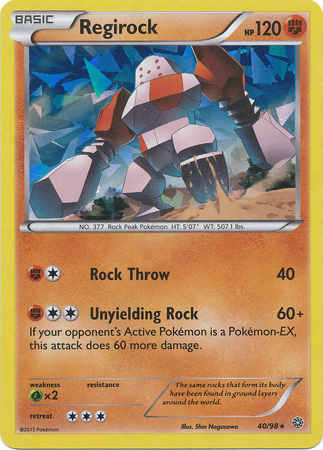 BASIC
Regirock HP 120
NO. 377 Rock Peak Pokémon HT: 5'07" WT: 507.1 lbs.
Rock Throw 40
Unyielding Rock 60+
If your opponent's Active Pokémon is a Pokémon-EX,
this attack does 60 more damage.
weakness resistance
×2
retreat
The same rocks that form its body
have been found in ground layers
around the world.
Illus. Shin Nagasawa 40/98★
©2015 Pokémon